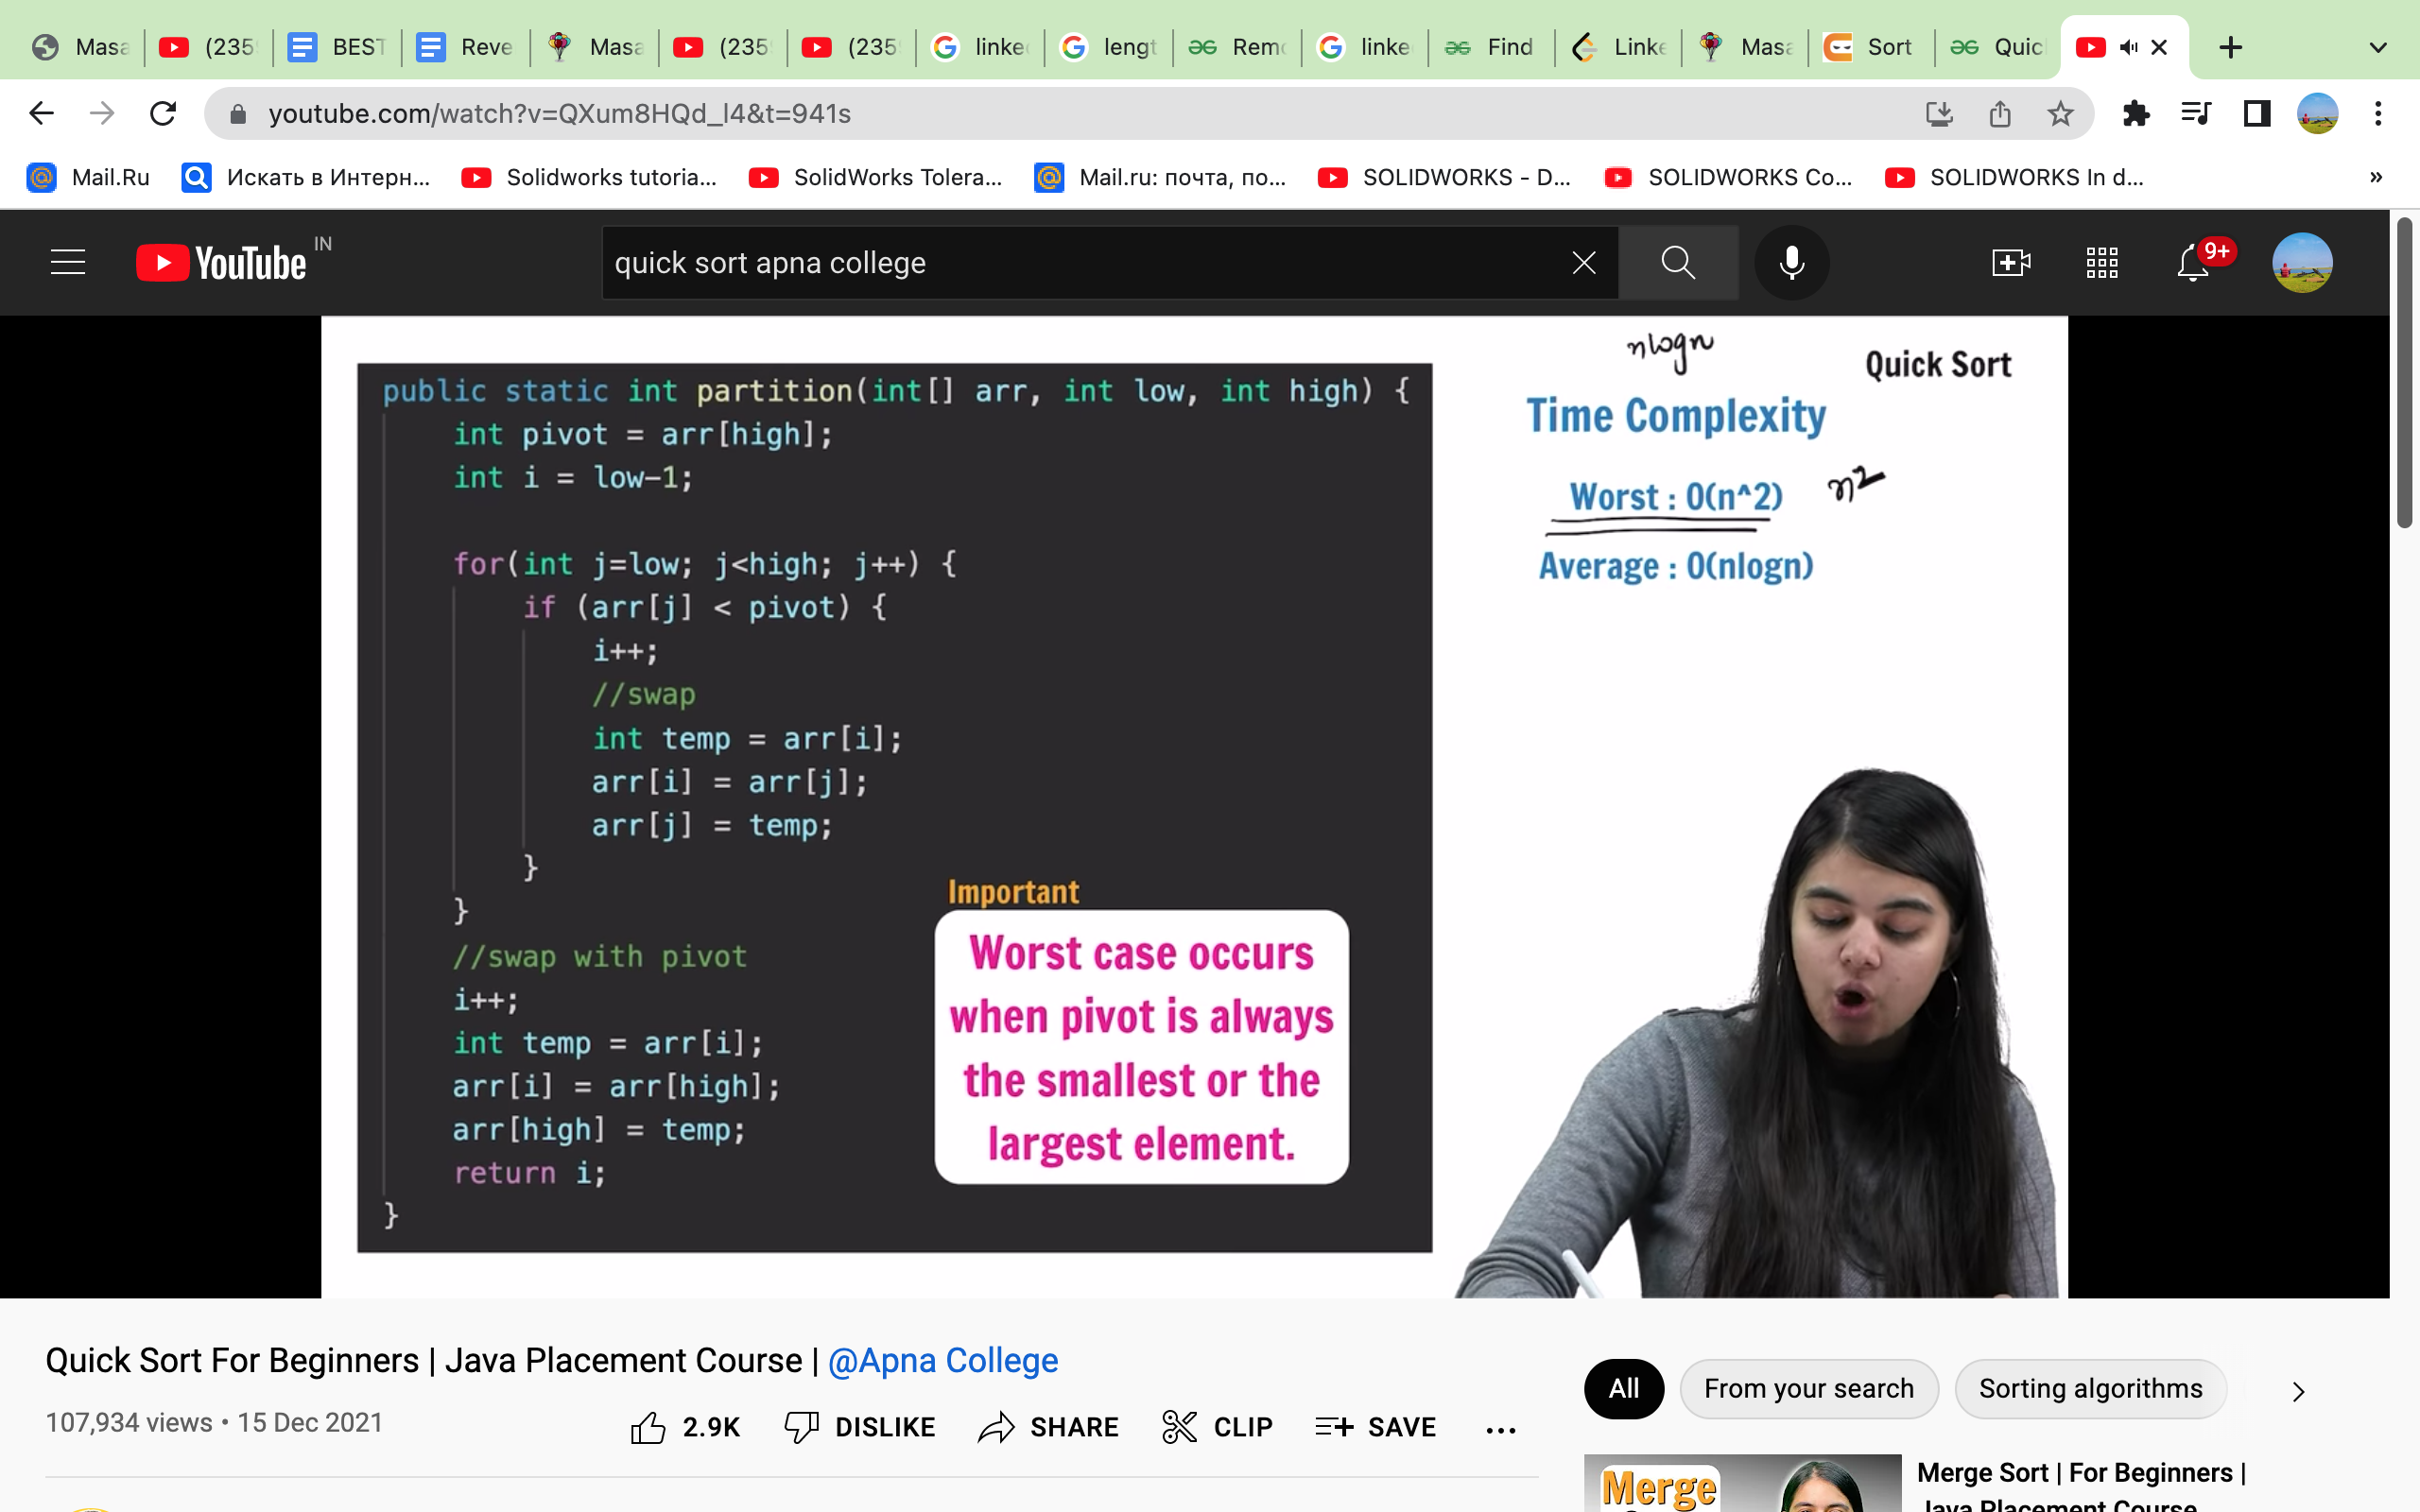 Masa
(235
BEST
Reve
Masa
(235
(235
linke
lengt
Remo
linke
Find
Linke
Masa
Sort
Quic
youtube.com/watch?v=QXum8HQd_l4&t=941s
Mail.Ru
Искать в Интерн...
Solidworks tutoria...
SolidWorks Tolera...
Mail.ru: почта, по...
SOLIDWORKS - D...
SOLIDWORKS Co...
SOLIDWORKS In d...
»
YouTube IN
quick sort apna college
9+
public static int partition(int[] arr, int low, int high) {
int pivot = arr[high];
int i = low-1;
for(int j=low; j<high; j++) {
if (arr[j] < pivot) {
i++;
//swap
int temp = arr[i];
arr[i] = arr[j];
arr[j] = temp;
}
}
//swap with pivot
i++;
int temp = arr[i];
arr[i] = arr[high];
arr[high] = temp;
return i;
}
Important
Worst case occurs
when pivot is always
the smallest or the
largest element.
nlogn
Quick Sort
Time Complexity
Worst : O(n^2) n2
Average : O(nlogn)
Quick Sort For Beginners | Java Placement Course | @Apna College
107,934 views • 15 Dec 2021
2.9K
DISLIKE
SHARE
CLIP
SAVE
All
From your search
Sorting algorithms
Merge
Merge Sort | For Beginners |
Java Placement Course